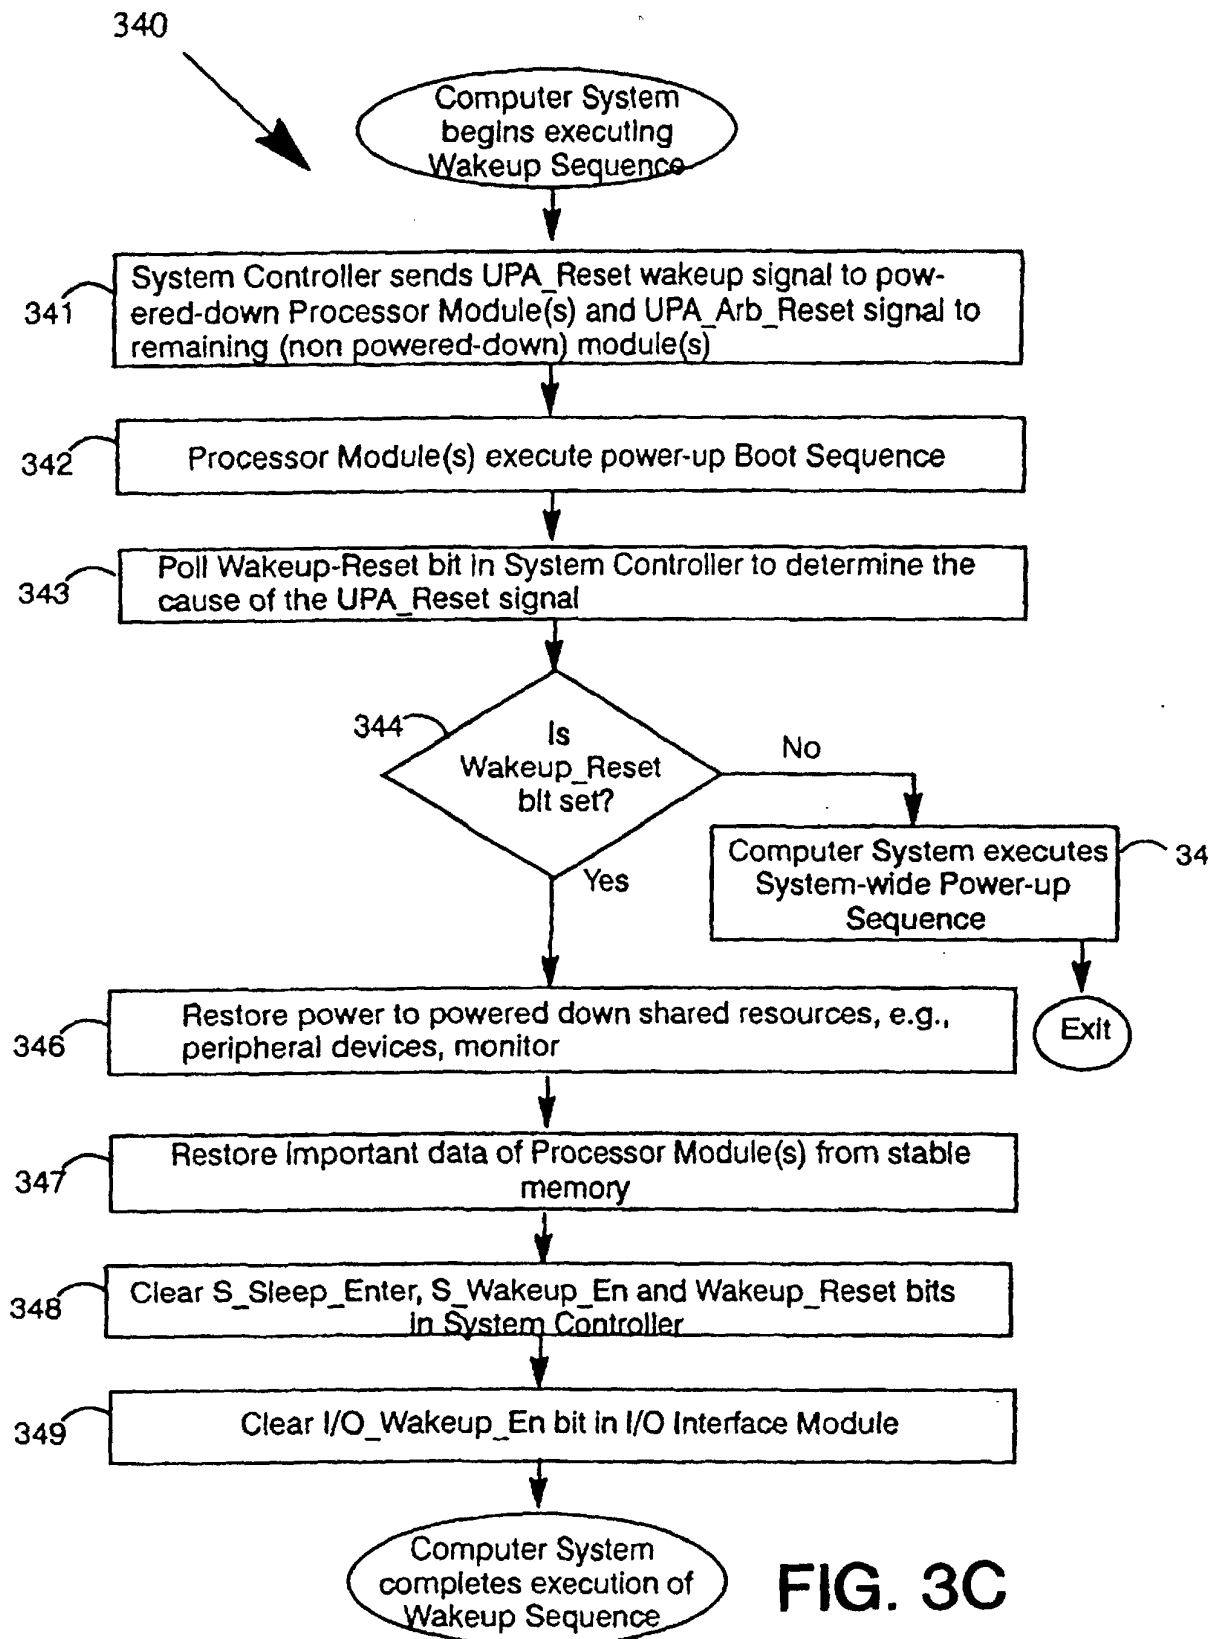 340
Computer System
begins executing
Wakeup Sequence
341
System Controller sends UPA_Reset wakeup signal to pow-
ered-down Processor Module(s) and UPA_Arb_Reset signal to
remaining (non powered-down) module(s)
342
Processor Module(s) execute power-up Boot Sequence
343
Poll Wakeup-Reset bit in System Controller to determine the
cause of the UPA_Reset signal
344
Is
Wakeup_Reset
bit set?
No
Yes
Computer System executes
System-wide Power-up
Sequence
34
Exit
346
Restore power to powered down shared resources, e.g.,
peripheral devices, monitor
347
Restore important data of Processor Module(s) from stable
memory
348
Clear S_Sleep_Enter, S_Wakeup_En and Wakeup_Reset bits
in System Controller
349
Clear I/O_Wakeup_En bit in I/O Interface Module
Computer System
completes execution of
Wakeup Sequence
FIG. 3C